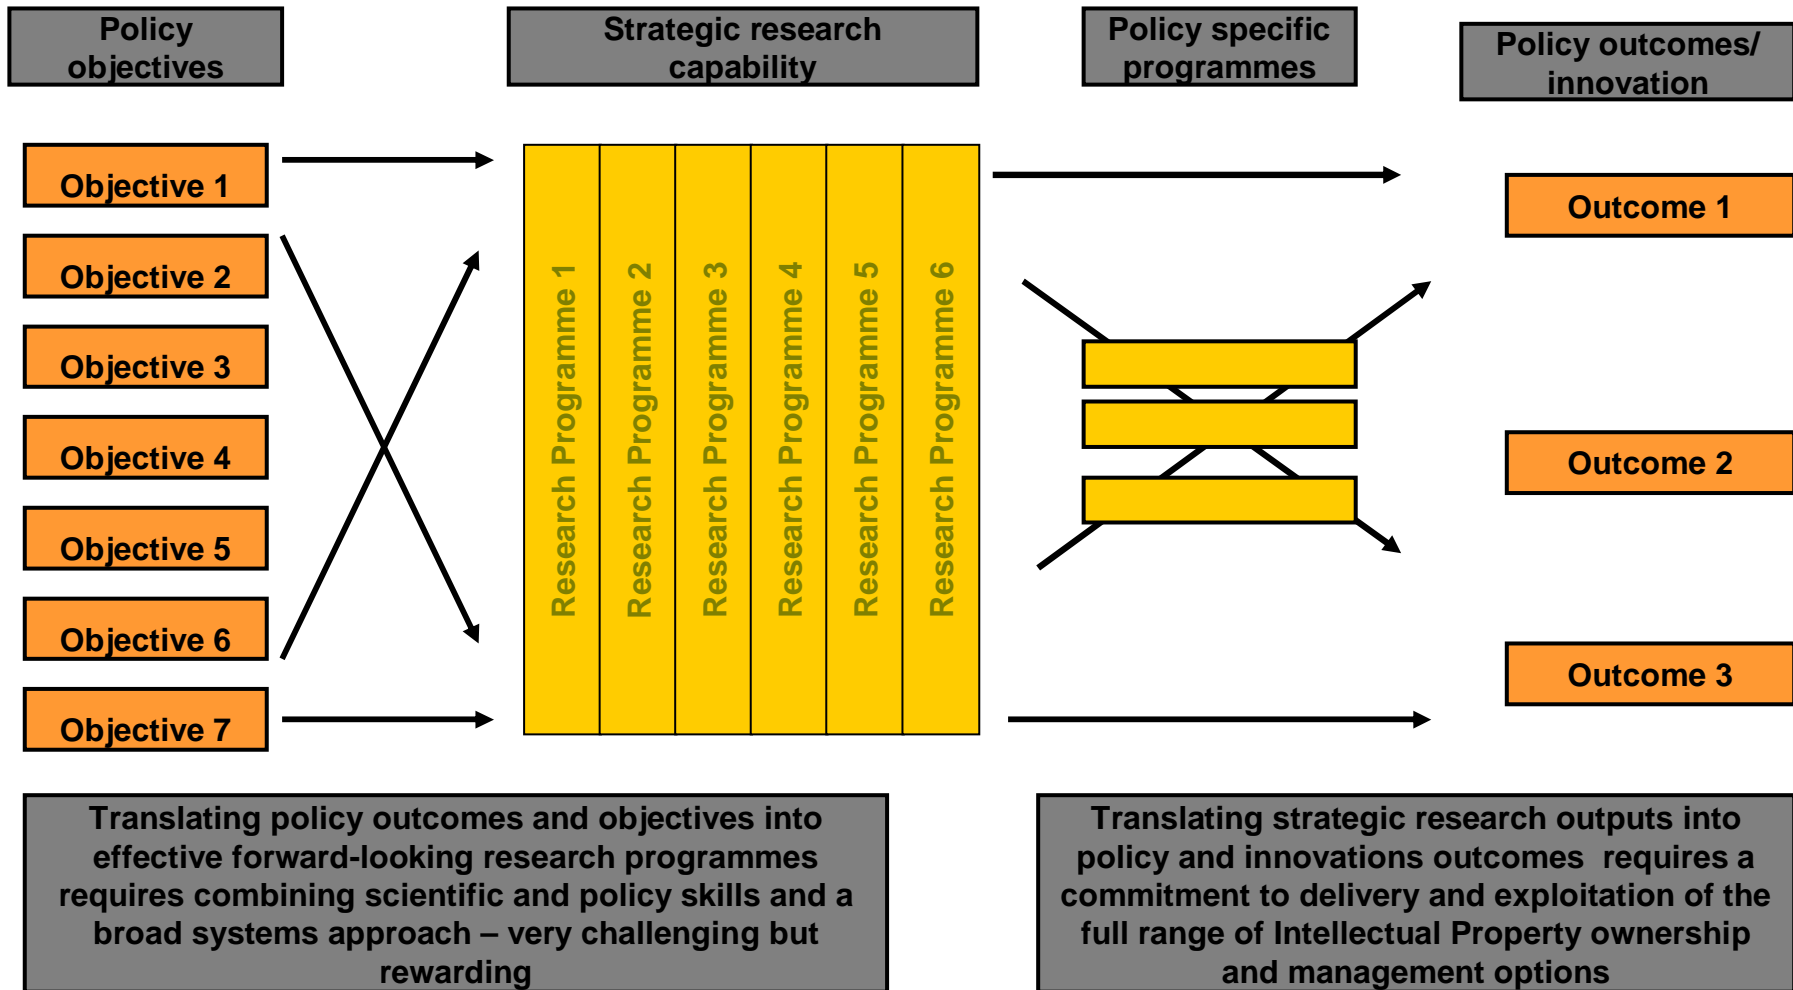 Policy
objectives
Strategic research
capability
Policy specific
programmes
Policy outcomes/
innovation
Objective 1
Objective 2
Objective 3
Objective 4
Objective 5
Objective 6
Objective 7
Research Programme 1
Research Programme 2
Research Programme 3
Research Programme 4
Research Programme 5
Research Programme 6
Outcome 1
Outcome 2
Outcome 3
Translating policy outcomes and objectives into
effective forward-looking research programmes
requires combining scientific and policy skills and a
broad systems approach – very challenging but
rewarding
Translating strategic research outputs into
policy and innovations outcomes  requires a
commitment to delivery and exploitation of the
full range of Intellectual Property ownership
and management options